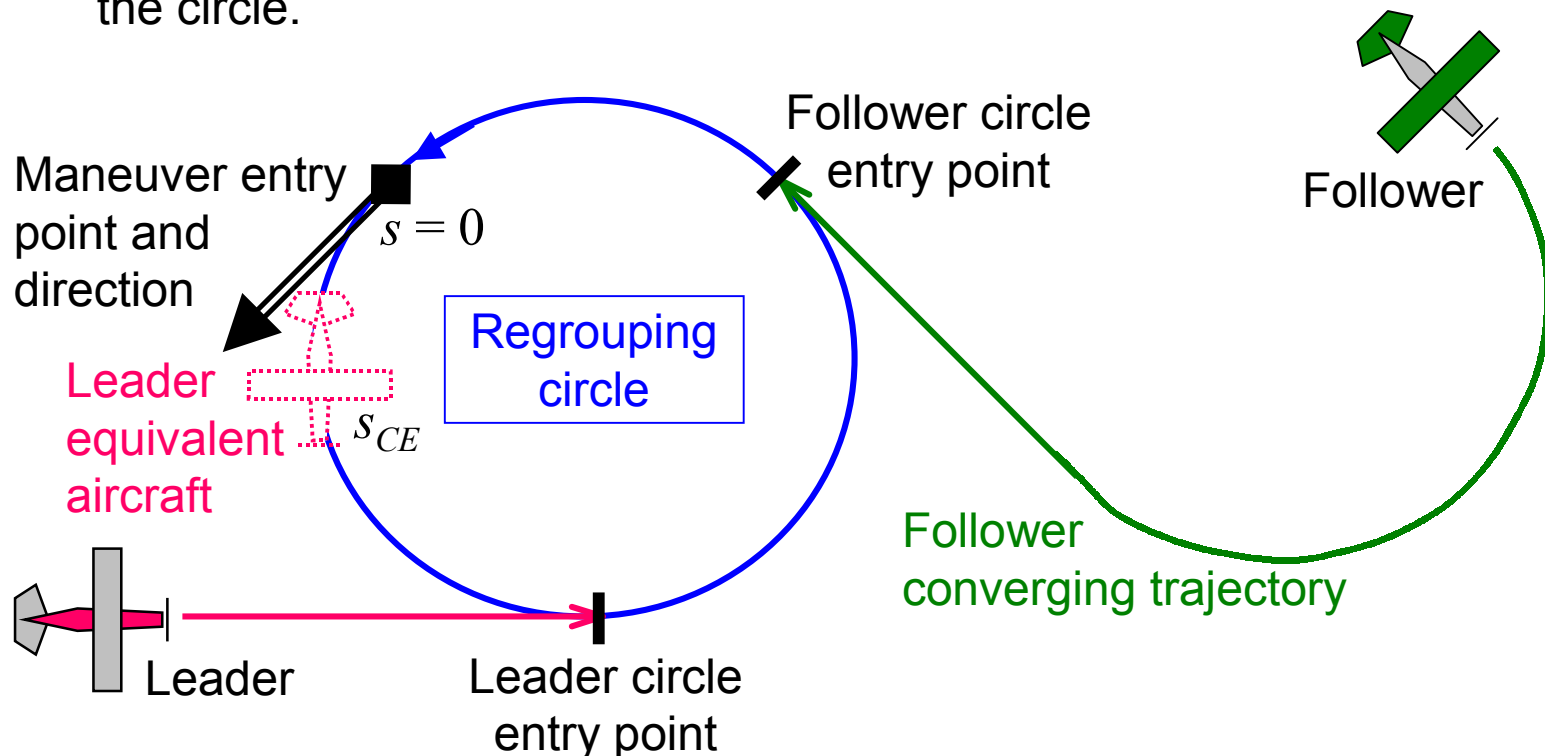 the circle.
Follower circle
entry point
Follower
Maneuver entry
point and
direction
s = 0
Regrouping
circle
Leader
equivalent
aircraft
s_CE
Follower
converging trajectory
Leader
Leader circle
entry point